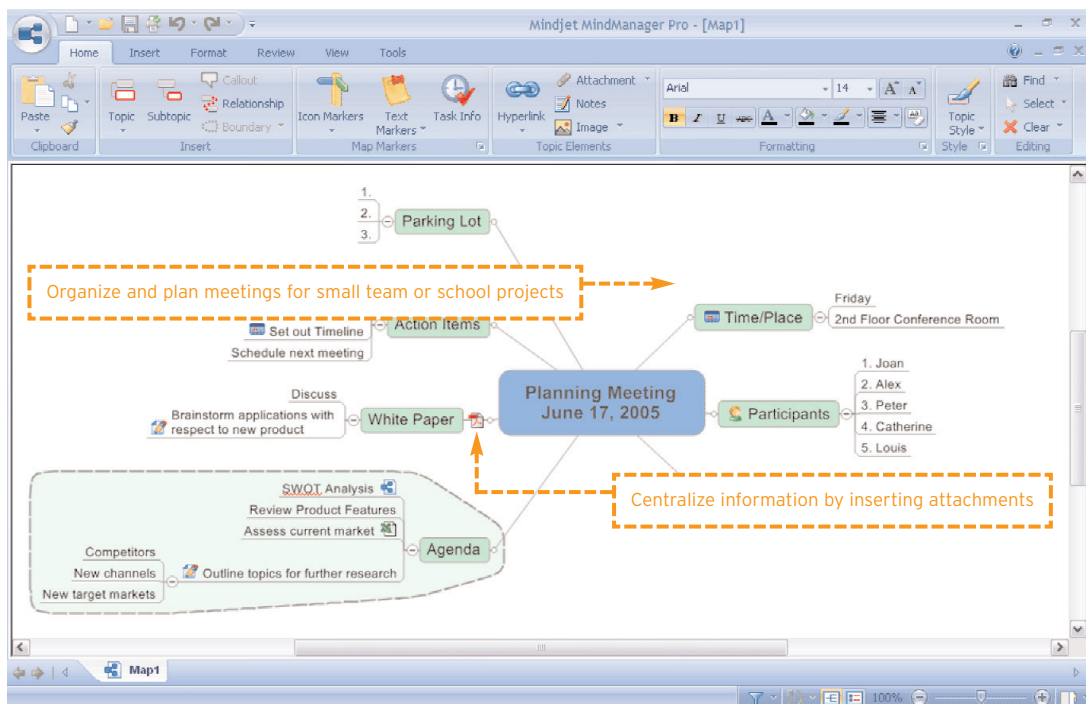 Mindjet MindManager Pro - [Map1]
Home Insert Format Review View Tools
Paste
Clipboard
Topic
Subtopic
Callout
Relationship
Boundary
Insert
Icon Markers
Text
Markers
Task Info
Map Markers
Hyperlink
Attachment
Notes
Image
Topic Elements
Arial
14
A A
B I U abc A
Formatting
Topic
Style
Style
Find
Select
Clear
Editing
1.
2.
3.
Parking Lot
Organize and plan meetings for small team or school projects
Action Items
Set out Timeline
Schedule next meeting
Time/Place
Friday
2nd Floor Conference Room
Planning Meeting
June 17, 2005
Participants
1. Joan
2. Alex
3. Peter
4. Catherine
5. Louis
White Paper
Discuss
Brainstorm applications with
respect to new product
Centralize information by inserting attachments
SWOT Analysis
Review Product Features
Assess current market
Agenda
Outline topics for further research
Competitors
New channels
New target markets
Map1
100%